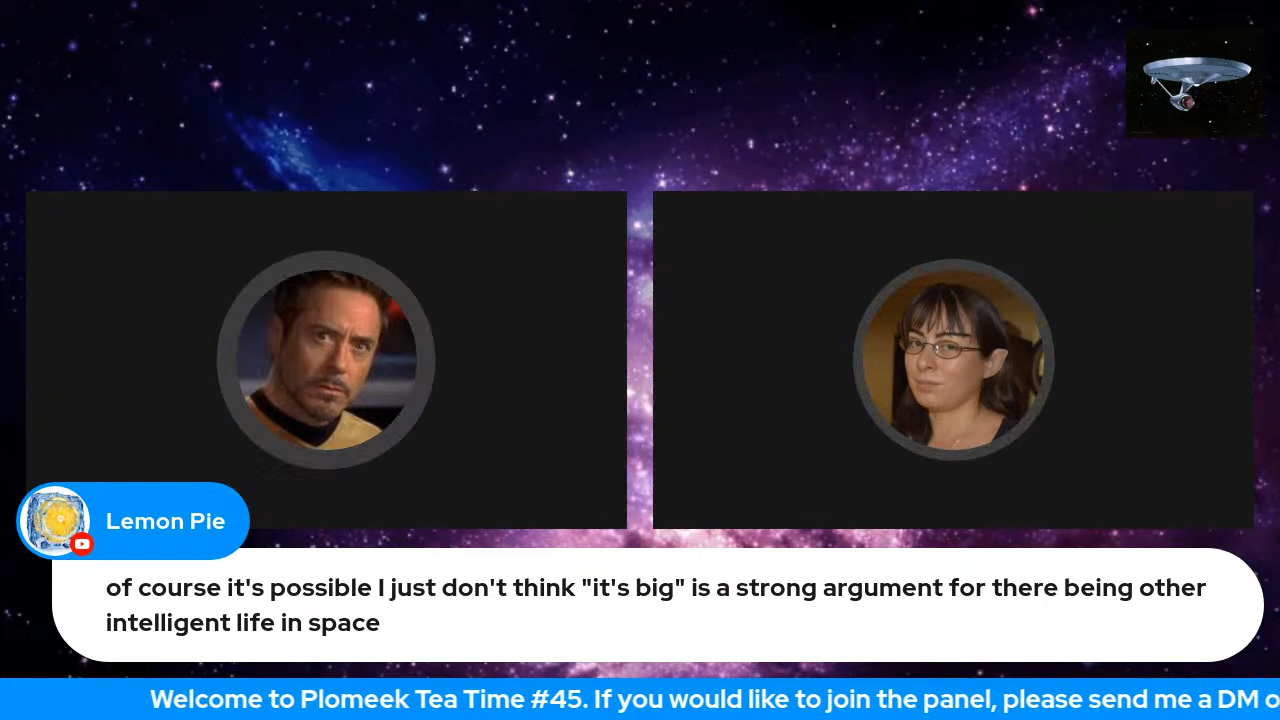 Lemon Pie
of course it's possible I just don't think "it's big" is a strong argument for there being other
intelligent life in space
Welcome to Plomeek Tea Time #45. If you would like to join the panel, please send me a DM o